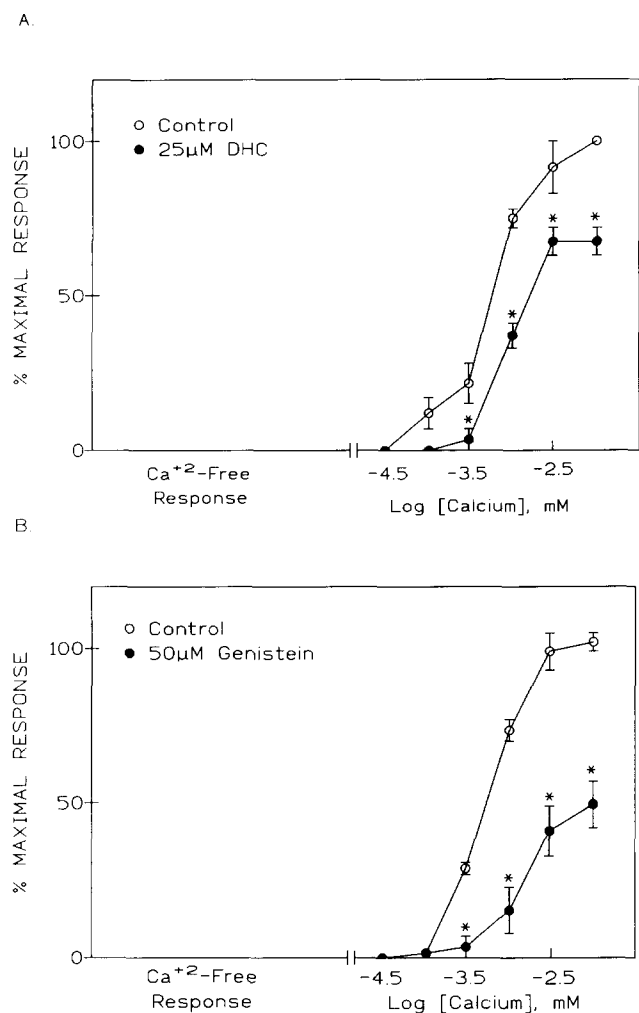 A.
% MAXIMAL RESPONSE
100
50
0
○ Control
● 25μM DHC
*
*
*
*
-4.5 -3.5 -2.5
Ca⁺²-Free
Response
Log [Calcium], mM
B.
% MAXIMAL RESPONSE
100
50
0
○ Control
● 50μM Genistein
*
*
*
*
-4.5 -3.5 -2.5
Ca⁺²-Free
Response
Log [Calcium], mM